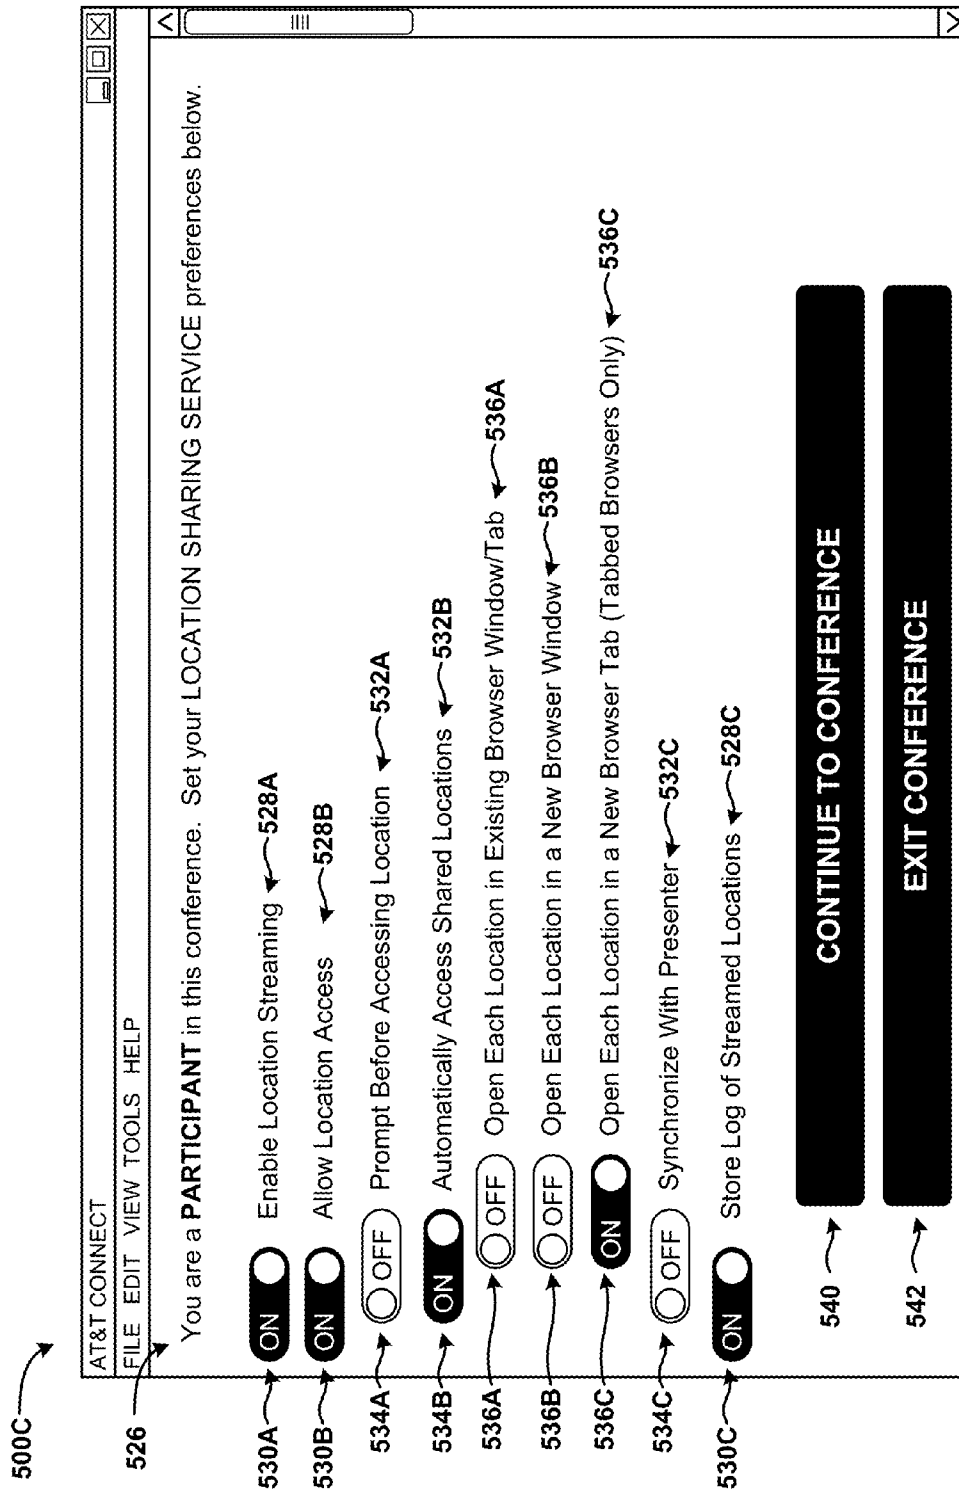 500C
AT&T CONNECT
FILE EDIT VIEW TOOLS HELP
526
You are a PARTICIPANT in this conference. Set your LOCATION SHARING SERVICE preferences below.
530A ON Enable Location Streaming 528A
530B ON Allow Location Access 528B
534A OFF Prompt Before Accessing Location 532A
534B ON Automatically Access Shared Locations 532B
536A OFF Open Each Location in Existing Browser Window/Tab 536A
536B OFF Open Each Location in a New Browser Window 536B
536C ON Open Each Location in a New Browser Tab (Tabbed Browsers Only) 536C
534C OFF Synchronize With Presenter 532C
530C ON Store Log of Streamed Locations 528C
540 CONTINUE TO CONFERENCE
542 EXIT CONFERENCE